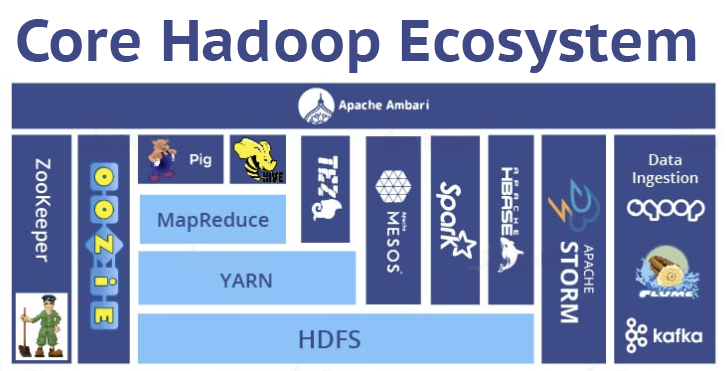 Core Hadoop Ecosystem
Apache Ambari
ZooKeeper
OOZiE
Pig
HIVE
MapReduce
YARN
HDFS
TEZ
Apache
MESOS
Spark
APACHE
HBASE
APACHE
STORM
Data
Ingestion
sqoop
FLUME
kafka